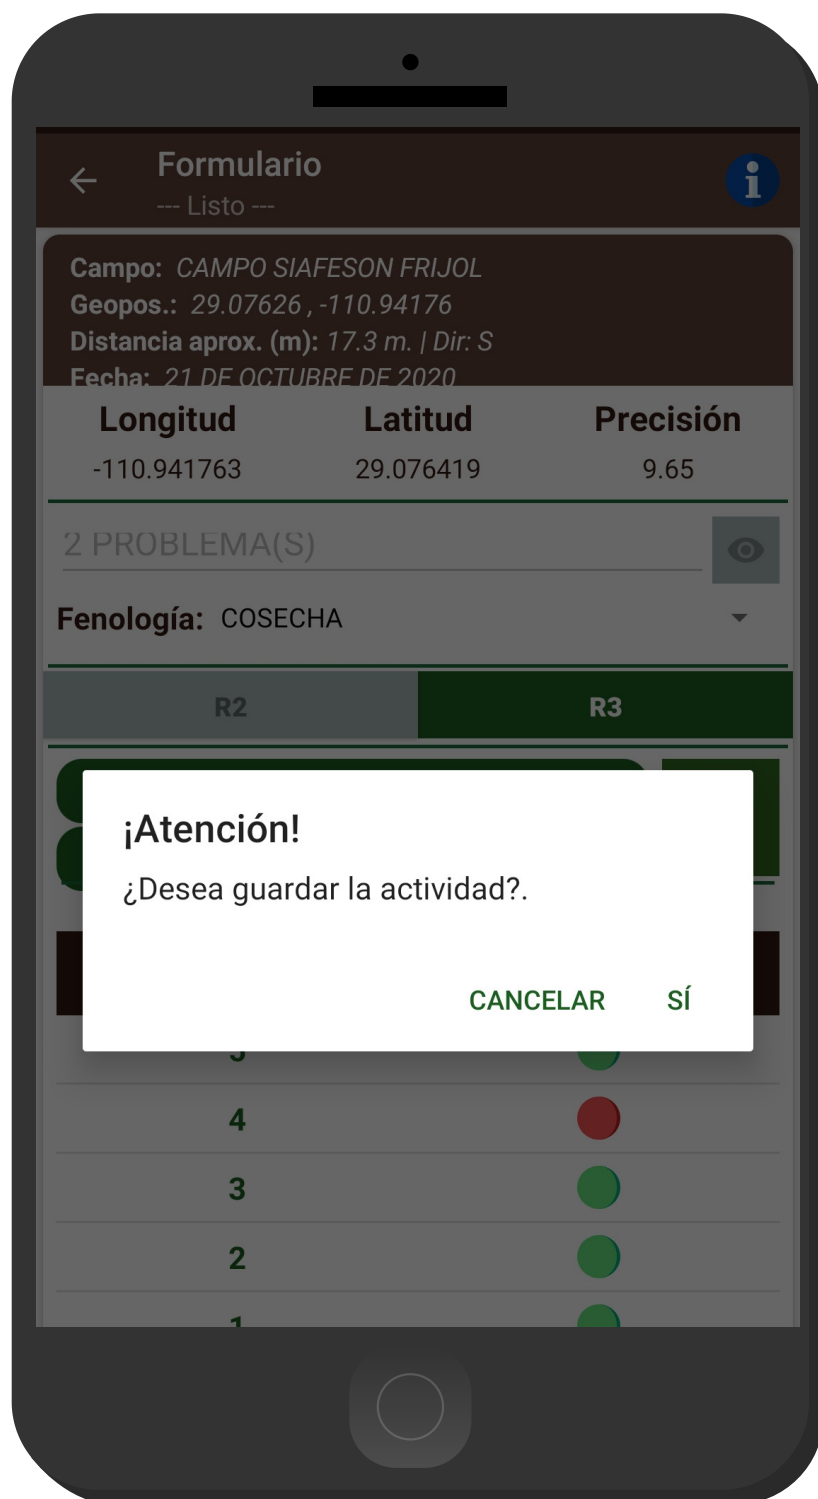 Formulario
--- Listo ---
Campo: CAMPO SIAFESON FRIJOL
Geopos.: 29.07626 , -110.94176
Distancia aprox. (m): 17.3 m. | Dir: S
Fecha: 21 DE OCTUBRE DE 2020
Longitud Latitud Precisión
-110.941763 29.076419 9.65
2 PROBLEMA(S)
Fenología: COSECHA
R2 R3
¡Atención!
¿Desea guardar la actividad?.
CANCELAR SÍ
5
4
3
2
1